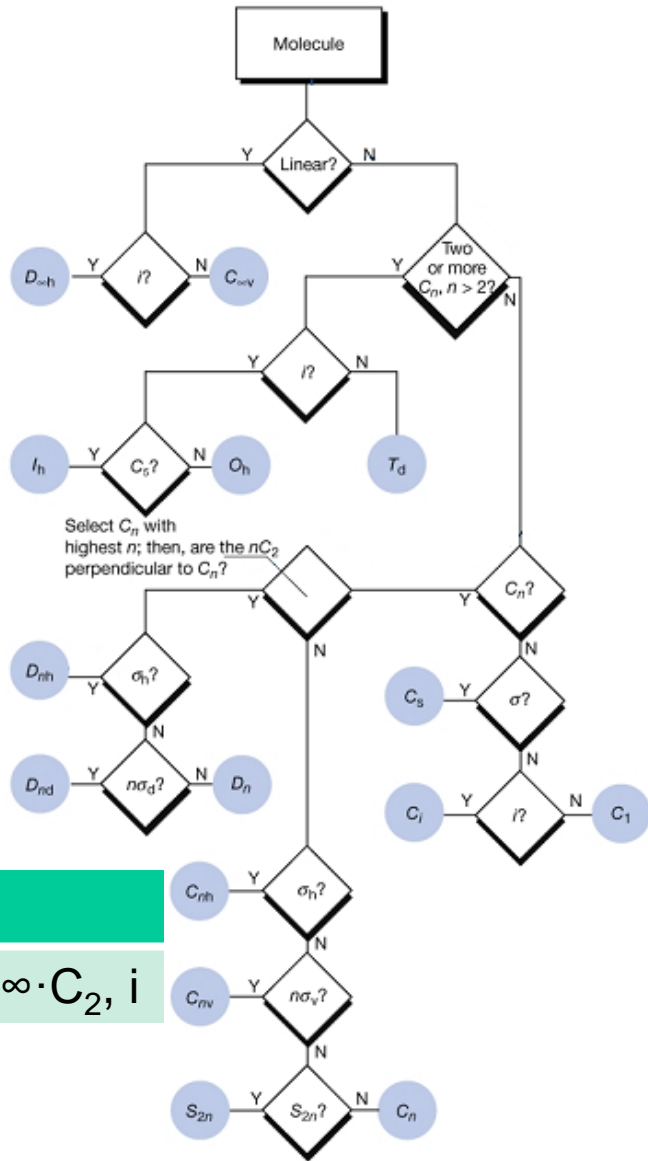 Molecule
Y
Linear?
N
D∞h
Y
i?
N
C∞v
Y
Two
or more
Cn, n > 2?
N
Y
i?
N
Ih
Y
C5?
N
Oh
Td
Select Cn with
highest n; then, are the nC2
perpendicular to Cn?
Y
N
Y
Cn?
N
Dnh
Y
σh?
N
Cs
Y
σ?
N
Dnd
Y
nσd?
N
Dn
Ci
Y
i?
N
C1
Cnh
Y
σh?
N
∞·C2, i
Cnv
Y
nσv?
N
S2n
Y
S2n?
N
Cn